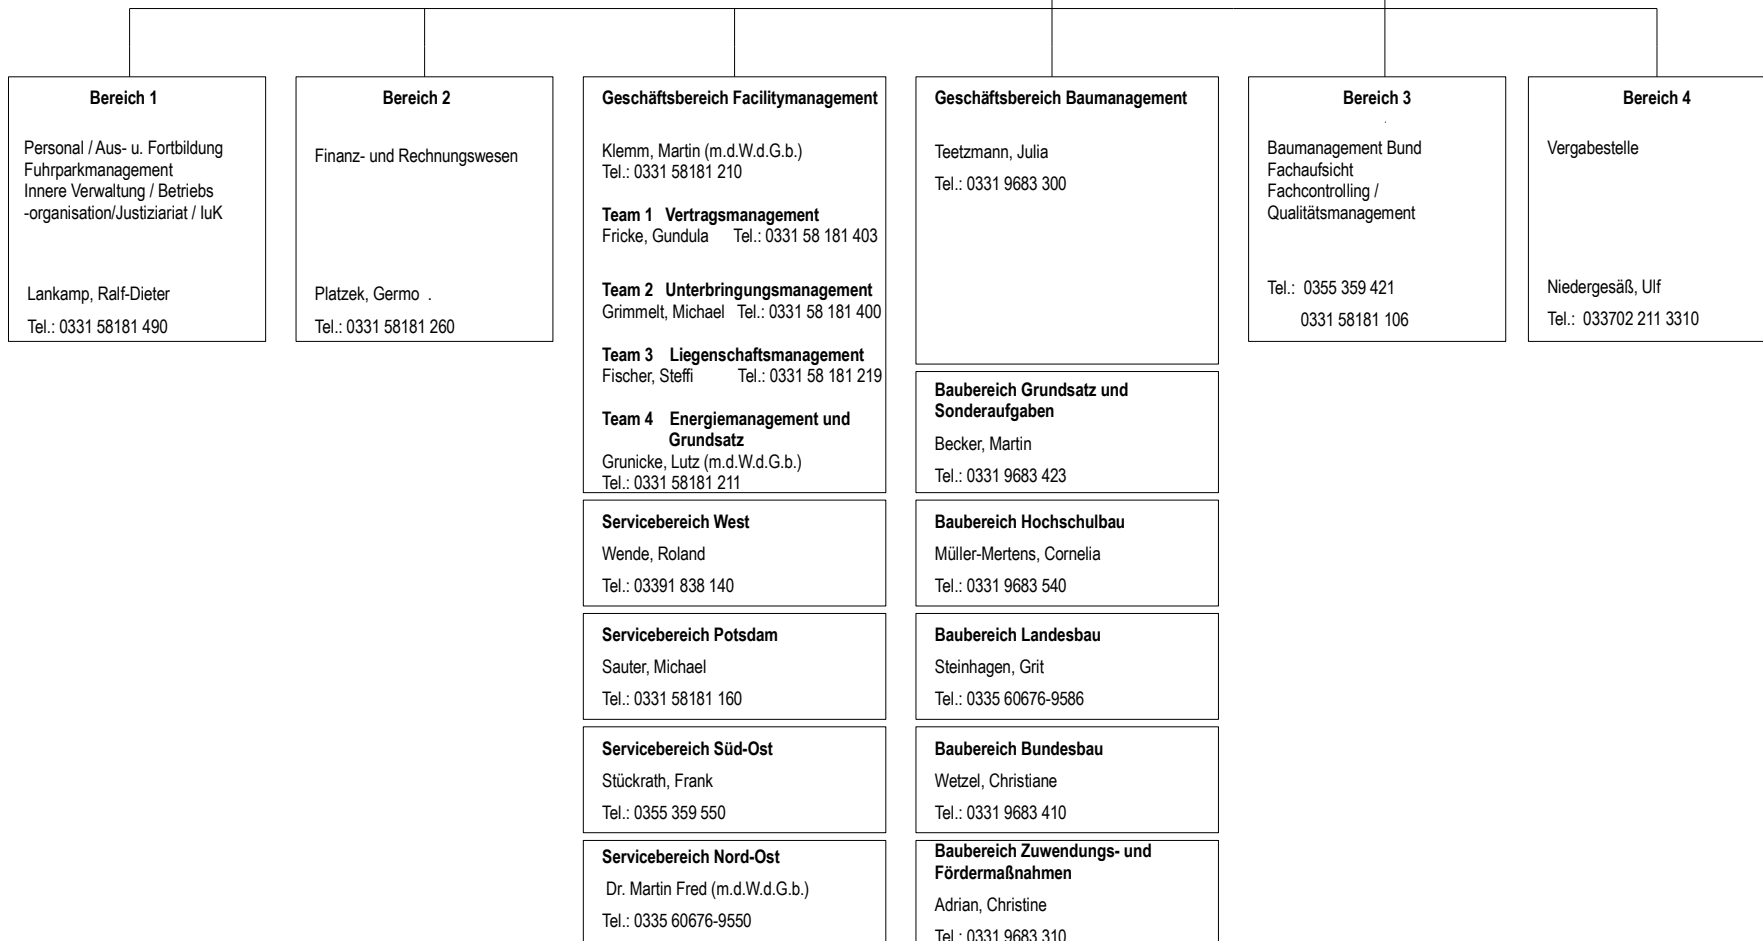 Bereich 1
Personal / Aus- u. Fortbildung
Fuhrparkmanagement
Innere Verwaltung / Betriebs
-organisation/Justiziariat / IuK
Lankamp, Ralf-Dieter
Tel.: 0331 58181 490
Bereich 2
Finanz- und Rechnungswesen
Platzek, Germo .
Tel.: 0331 58181 260
Geschäftsbereich Facilitymanagement
Klemm, Martin (m.d.W.d.G.b.)
Tel.: 0331 58181 210
Team 1 Vertragsmanagement
Fricke, Gundula Tel.: 0331 58 181 403
Team 2 Unterbringungsmanagement
Grimmelt, Michael Tel.: 0331 58 181 400
Team 3 Liegenschaftsmanagement
Fischer, Steffi Tel.: 0331 58 181 219
Team 4 Energiemanagement und
Grundsatz
Grunicke, Lutz (m.d.W.d.G.b.)
Tel.: 0331 58181 211
Servicebereich West
Wende, Roland
Tel.: 03391 838 140
Servicebereich Potsdam
Sauter, Michael
Tel.: 0331 58181 160
Servicebereich Süd-Ost
Stückrath, Frank
Tel.: 0355 359 550
Servicebereich Nord-Ost
Dr. Martin Fred (m.d.W.d.G.b.)
Tel.: 0335 60676-9550
Geschäftsbereich Baumanagement
Teetzmann, Julia
Tel.: 0331 9683 300
Baubereich Grundsatz und
Sonderaufgaben
Becker, Martin
Tel.: 0331 9683 423
Baubereich Hochschulbau
Müller-Mertens, Cornelia
Tel.: 0331 9683 540
Baubereich Landesbau
Steinhagen, Grit
Tel.: 0335 60676-9586
Baubereich Bundesbau
Wetzel, Christiane
Tel.: 0331 9683 410
Baubereich Zuwendungs- und
Fördermaßnahmen
Adrian, Christine
Tel.: 0331 9683 310
Bereich 3
Baumanagement Bund
Fachaufsicht
Fachcontrolling /
Qualitätsmanagement
Tel.: 0355 359 421
0331 58181 106
Bereich 4
Vergabestelle
Niedergesäß, Ulf
Tel.: 033702 211 3310